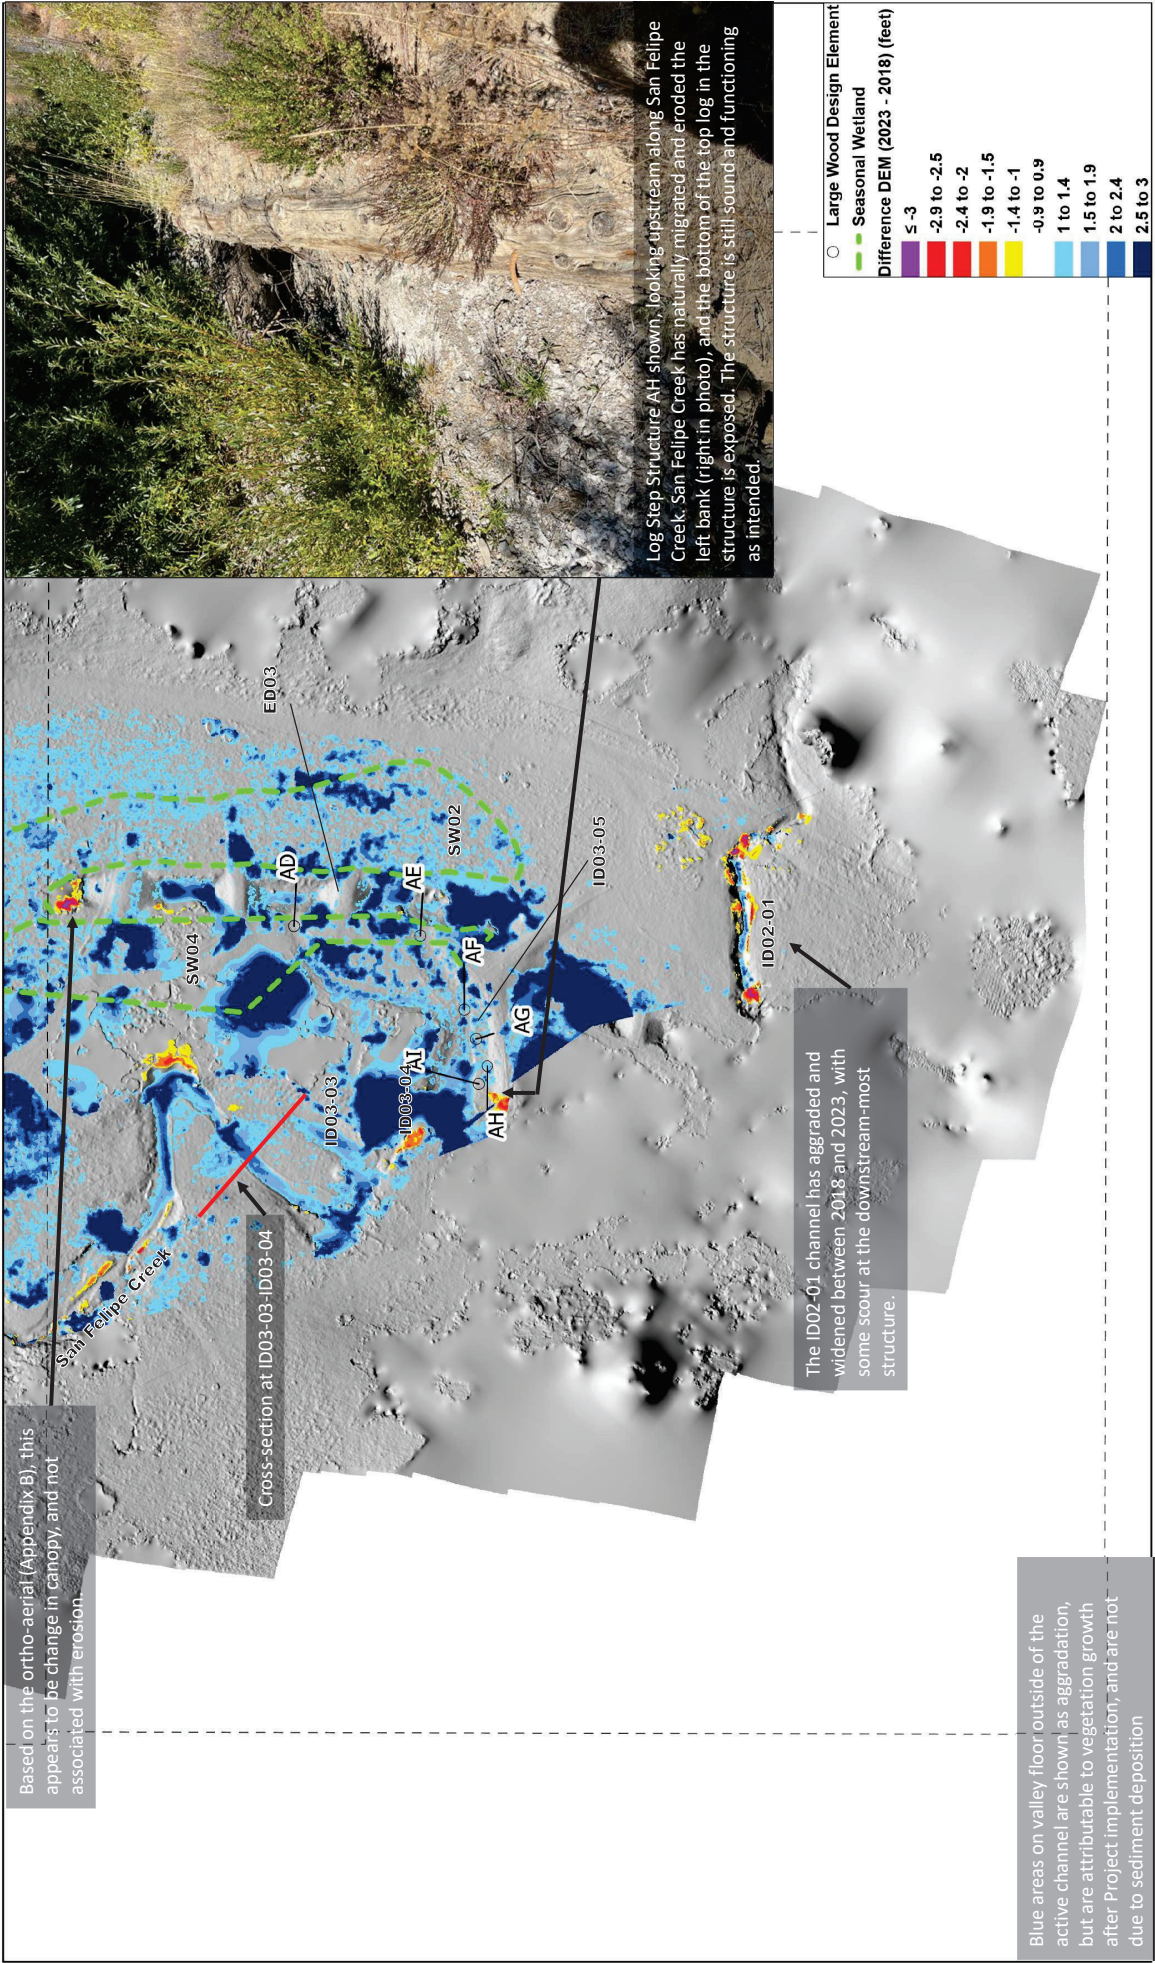 Based on the ortho-aerial (Appendix B), this
appears to be change in canopy, and not
associated with erosion.
San Felipe Creek
Cross-section at ID03-03-ID03-04
ID03-03
ID03-04
SW04
AD
ED03
AE
SW02
AF
AG
AI
AH
ID03-05
ID02-01
The ID02-01 channel has aggraded and
widened between 2018 and 2023, with
some scour at the downstream-most
structure.
Blue areas on valley floor outside of the
active channel are shown as aggradation,
but are attributable to vegetation growth
after Project implementation, and are not
due to sediment deposition
Log Step Structure AH shown, looking upstream along San Felipe
Creek. San Felipe Creek has naturally migrated and eroded the
left bank (right in photo), and the bottom of the top log in the
structure is exposed. The structure is still sound and functioning
as intended.
Large Wood Design Element
Seasonal Wetland
Difference DEM (2023 - 2018) (feet)
≤ -3
-2.9 to -2.5
-2.4 to -2
-1.9 to -1.5
-1.4 to -1
-0.9 to 0.9
1 to 1.4
1.5 to 1.9
2 to 2.4
2.5 to 3